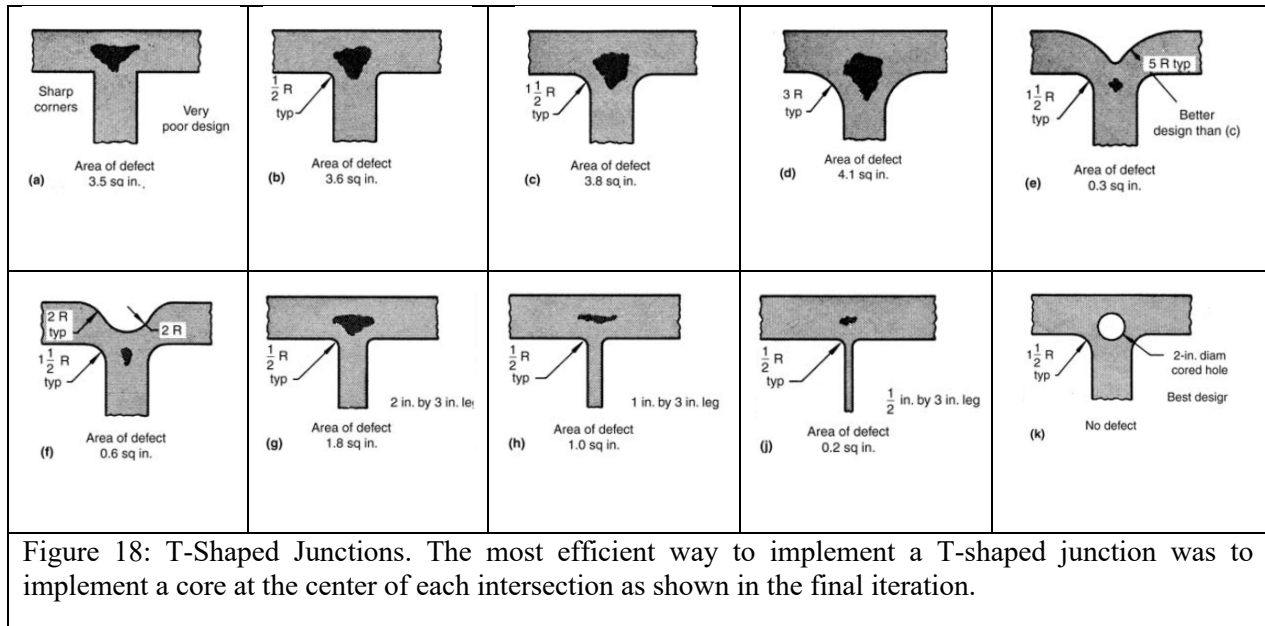 Sharp
corners
Very
poor design
Area of defect
3.5 sq in.
(a)
1/2 R
typ
Area of defect
3.6 sq in.
(b)
1 1/2 R
typ
Area of defect
3.8 sq in.
(c)
3 R
typ
Area of defect
4.1 sq in.
(d)
5 R typ
1 1/2 R
typ
Better
design than (c)
Area of defect
0.3 sq in.
(e)
2 R
typ
2 R
1 1/2 R
typ
Area of defect
0.6 sq in.
(f)
1/2 R
typ
2 in. by 3 in. leg
Area of defect
1.8 sq in.
(g)
1/2 R
typ
1 in. by 3 in. leg
Area of defect
1.0 sq in.
(h)
1/2 R
typ
1/2 in. by 3 in. leg
Area of defect
0.2 sq in.
(j)
1 1/2 R
typ
2-in. diam
cored hole
Best desigr
No defect
(k)
Figure 18: T-Shaped Junctions. The most efficient way to implement a T-shaped junction was to
implement a core at the center of each intersection as shown in the final iteration.